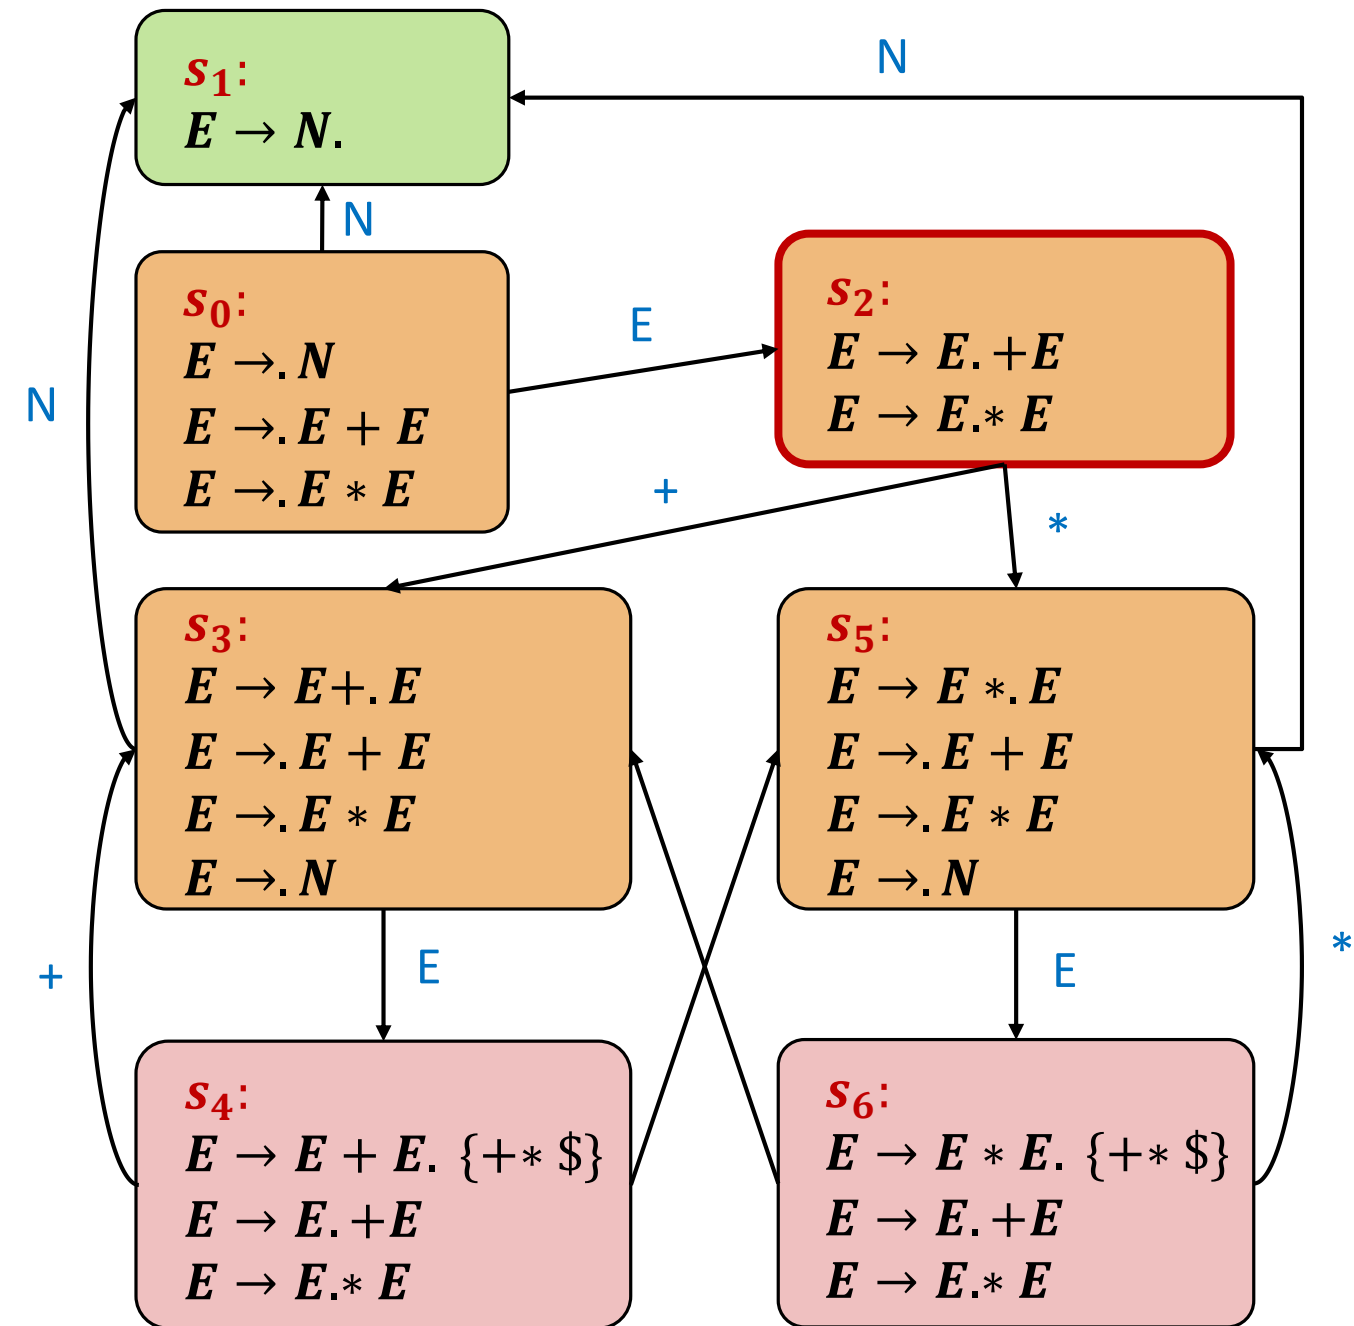 s₁:
E → N.
N
N
s₀:
E →. N
E →. E + E
E →. E * E
E
s₂:
E → E. +E
E → E.* E
N
+
*
s₃:
E → E+. E
E →. E + E
E →. E * E
E →. N
s₅:
E → E *. E
E →. E + E
E →. E * E
E →. N
+
E
E
*
s₄:
E → E + E. {+* $}
E → E. +E
E → E.* E
s₆:
E → E * E. {+* $}
E → E. +E
E → E.* E